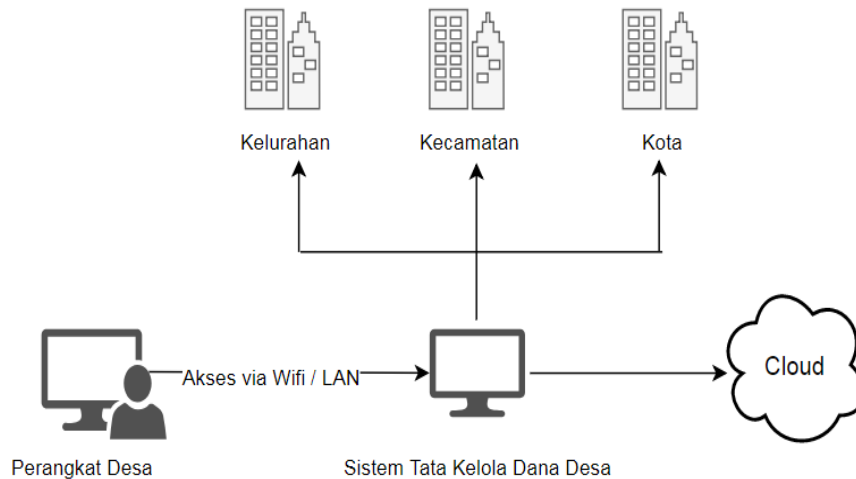 Kelurahan
Kecamatan
Kota
Akses via Wifi / LAN
Cloud
Perangkat Desa
Sistem Tata Kelola Dana Desa